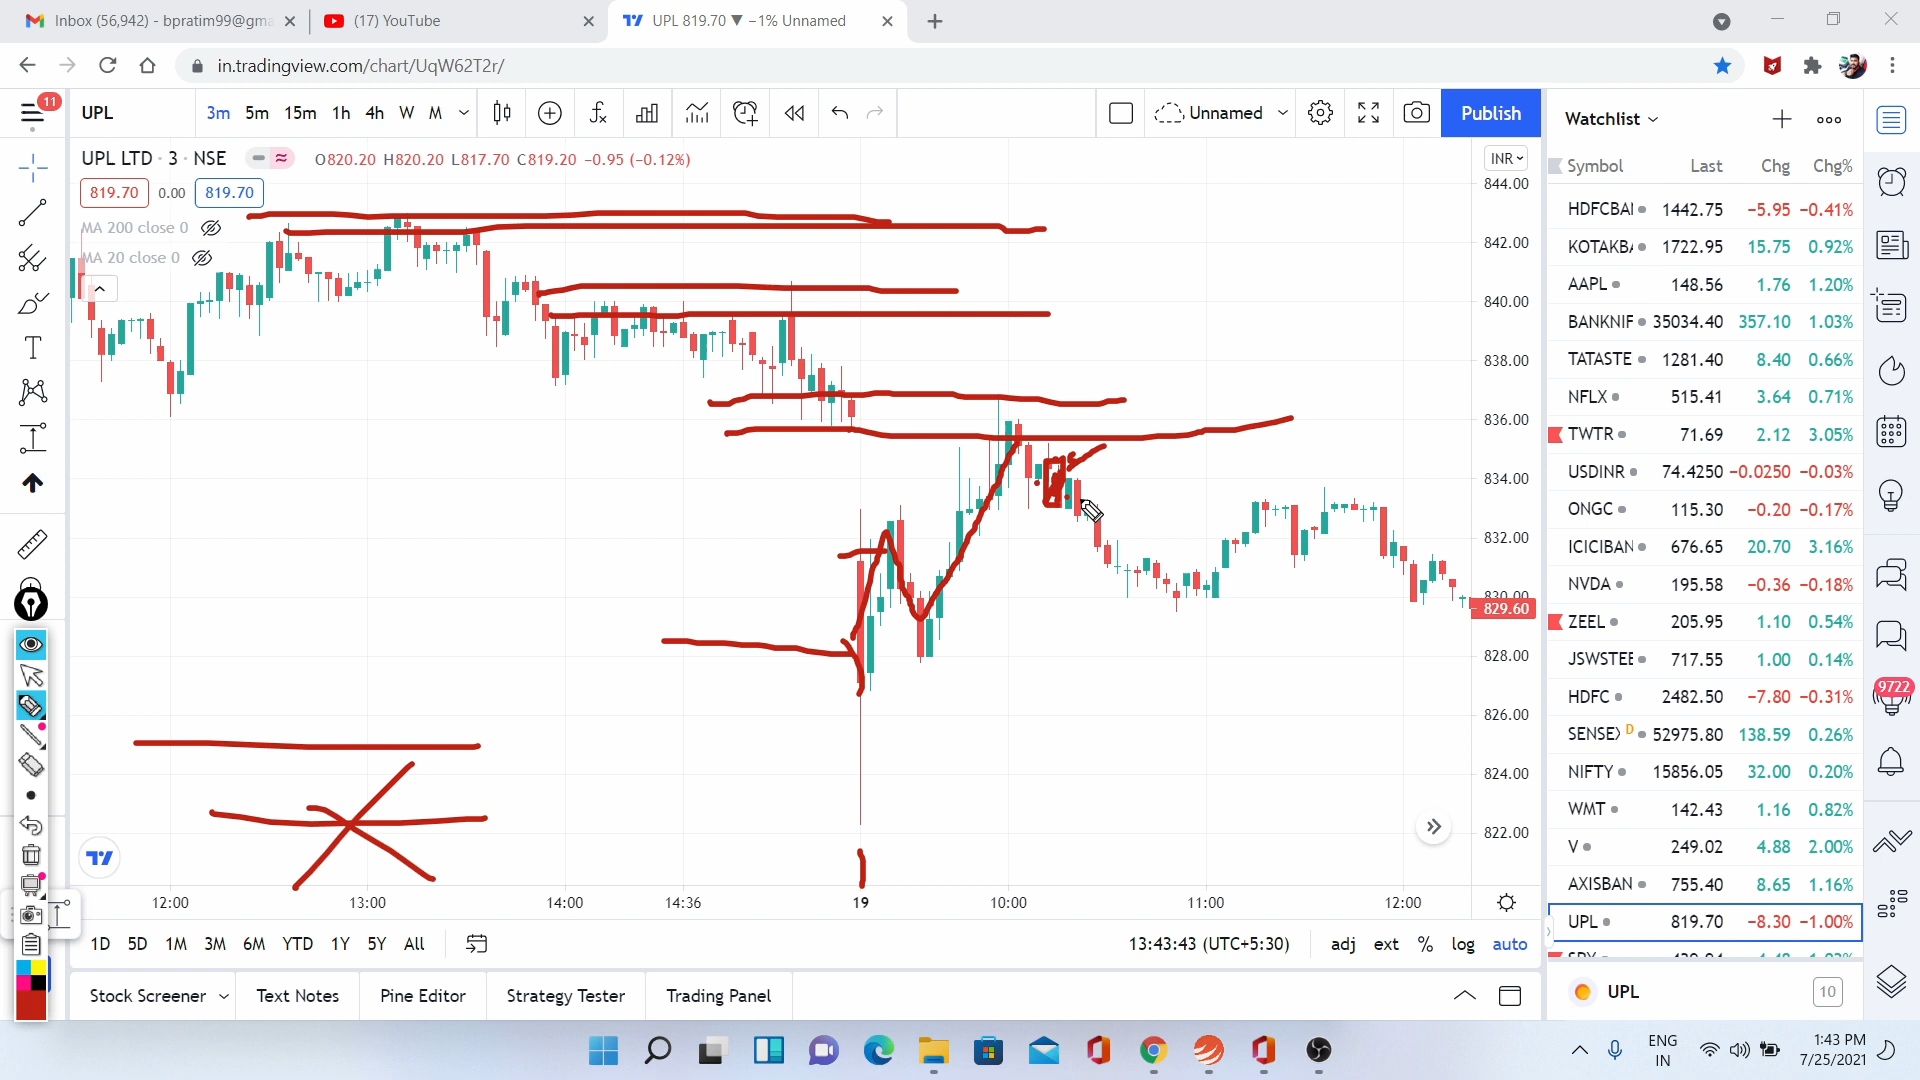 Inbox (56,942) - bpratim99@gm
(17) YouTube
UPL 819.70 ▼ −1% Unnamed
in.tradingview.com/chart/UqW62T2r/
11
UPL
3m 5m 15m 1h 4h W M
Unnamed
Publish
UPL LTD · 3 · NSE
O820.20 H820.20 L817.70 C819.20 −0.95 (−0.12%)
819.70 0.00 819.70
MA 200 close 0
MA 20 close 0
INR
844.00
842.00
840.00
838.00
836.00
834.00
832.00
830.00
829.60
828.00
826.00
824.00
822.00
12:00 13:00 14:00 14:36 19 10:00 11:00 12:00
1D 5D 1M 3M 6M YTD 1Y 5Y All
13:43:43 (UTC+5:30) adj ext % log auto
Stock Screener Text Notes Pine Editor Strategy Tester Trading Panel
Watchlist
Symbol Last Chg Chg%
HDFCBAI 1442.75 −5.95 −0.41%
KOTAKB 1722.95 15.75 0.92%
AAPL 148.56 1.76 1.20%
BANKNIF 35034.40 357.10 1.03%
TATASTE 1281.40 8.40 0.66%
NFLX 515.41 3.64 0.71%
TWTR 71.69 2.12 3.05%
USDINR 74.4250 −0.0250 −0.03%
ONGC 115.30 −0.20 −0.17%
ICICIBAN 676.65 20.70 3.16%
NVDA 195.58 −0.36 −0.18%
ZEEL 205.95 1.10 0.54%
JSWSTEE 717.55 1.00 0.14%
HDFC 2482.50 −7.80 −0.31%
SENSEX D 52975.80 138.59 0.26%
NIFTY 15856.05 32.00 0.20%
WMT 142.43 1.16 0.82%
V 249.02 4.88 2.00%
AXISBAN 755.40 8.65 1.16%
UPL 819.70 −8.30 −1.00%
UPL 10
9722
ENG
IN
1:43 PM
7/25/2021